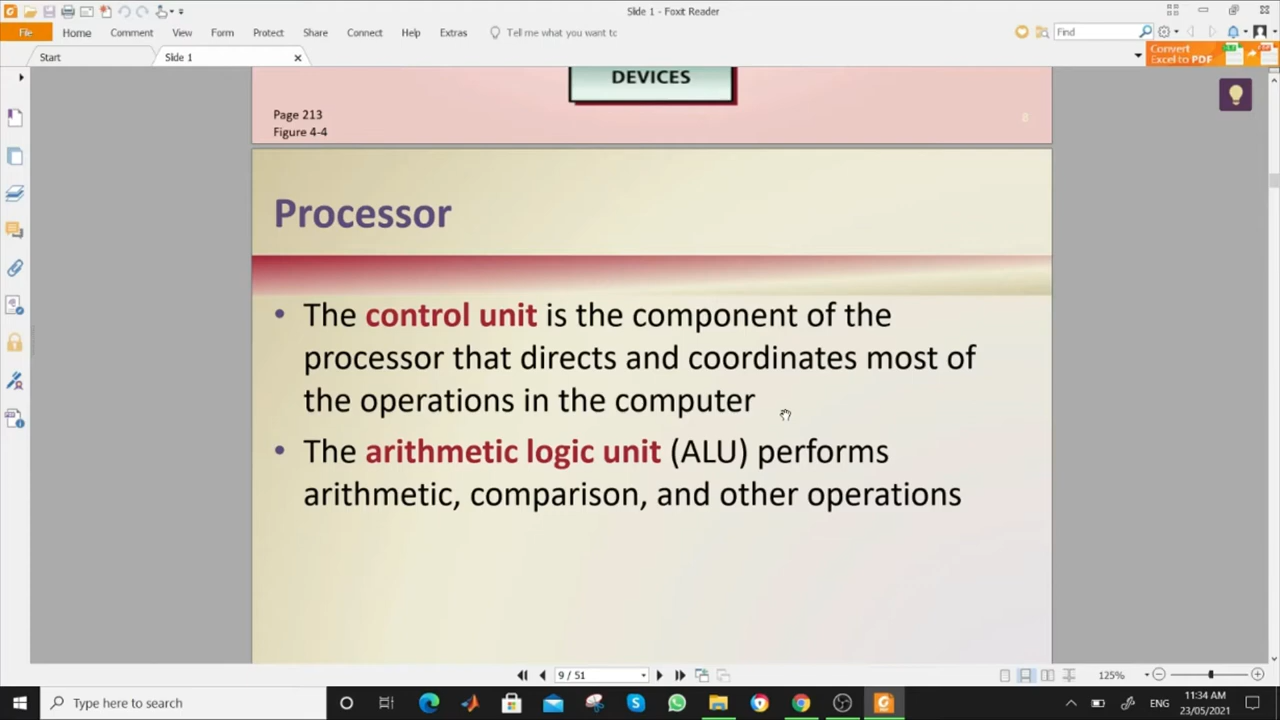 Slide 1 - Foxit Reader
File Home Comment View Form Protect Share Connect Help Extras Tell me what you want tc Find
Start Slide 1
Convert
Excel to PDF
DEVICES
Page 213
Figure 4-4
8
Processor
• The control unit is the component of the
processor that directs and coordinates most of
the operations in the computer
• The arithmetic logic unit (ALU) performs
arithmetic, comparison, and other operations
9 / 51 125%
Type here to search
ENG
11:34 AM
23/05/2021